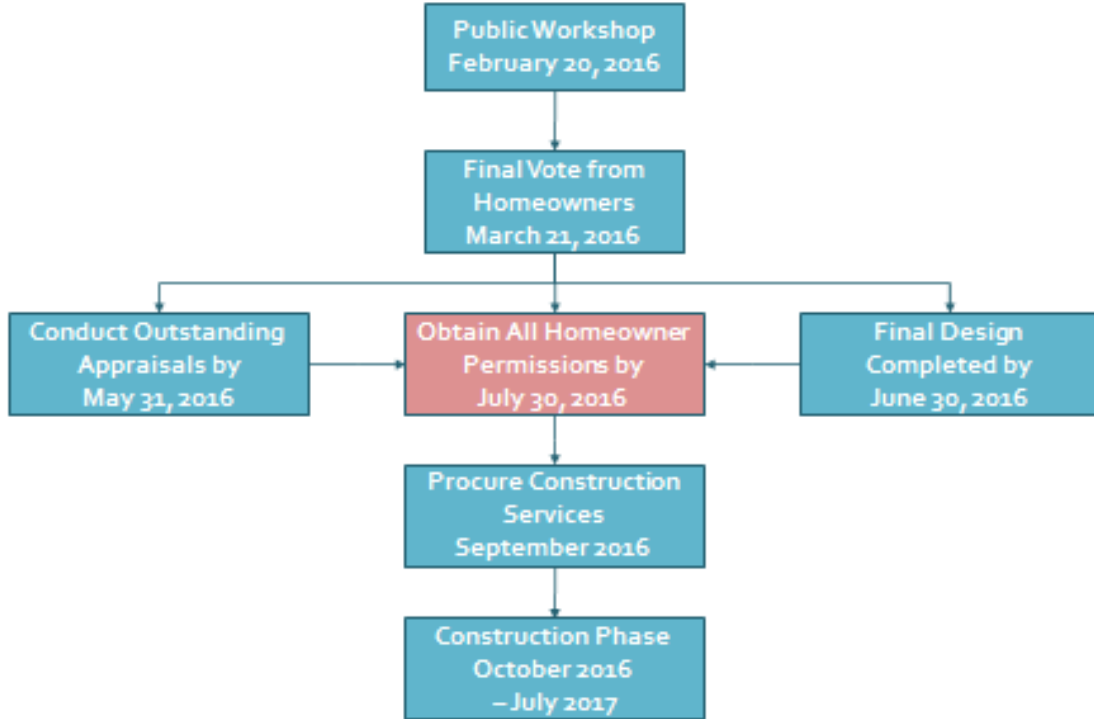 Public Workshop
February 20, 2016
Final Vote from
Homeowners
March 21, 2016
Conduct Outstanding
Appraisals by
May 31, 2016
Obtain All Homeowner
Permissions by
July 30, 2016
Final Design
Completed by
June 30, 2016
Procure Construction
Services
September 2016
Construction Phase
October 2016
– July 2017